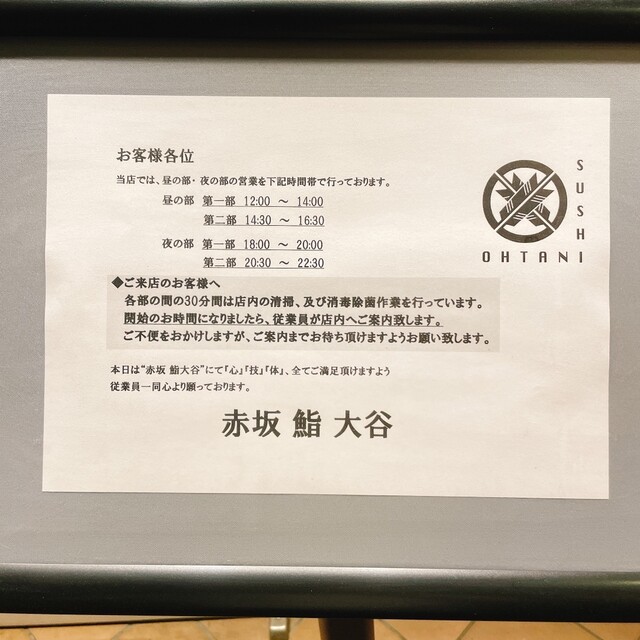 お客様各位
当店では、昼の部・夜の部の営業を下記時間帯で行っております。
昼の部 第一部 12:00 ～ 14:00
第二部 14:30 ～ 16:30
夜の部 第一部 18:00 ～ 20:00
第二部 20:30 ～ 22:30
◆ご来店のお客様へ
各部の間の30分間は店内の清掃、及び消毒除菌作業を行っています。
開始のお時間になりましたら、従業員が店内へご案内致します。
ご不便をおかけしますが、ご案内までお待ち頂けますようお願い致します。
本日は“赤坂 鮨大谷”にて「心」「技」「体」、全てご満足頂けますよう
従業員一同心より願っております。
赤坂 鮨 大谷
SUSHI
OHTANI